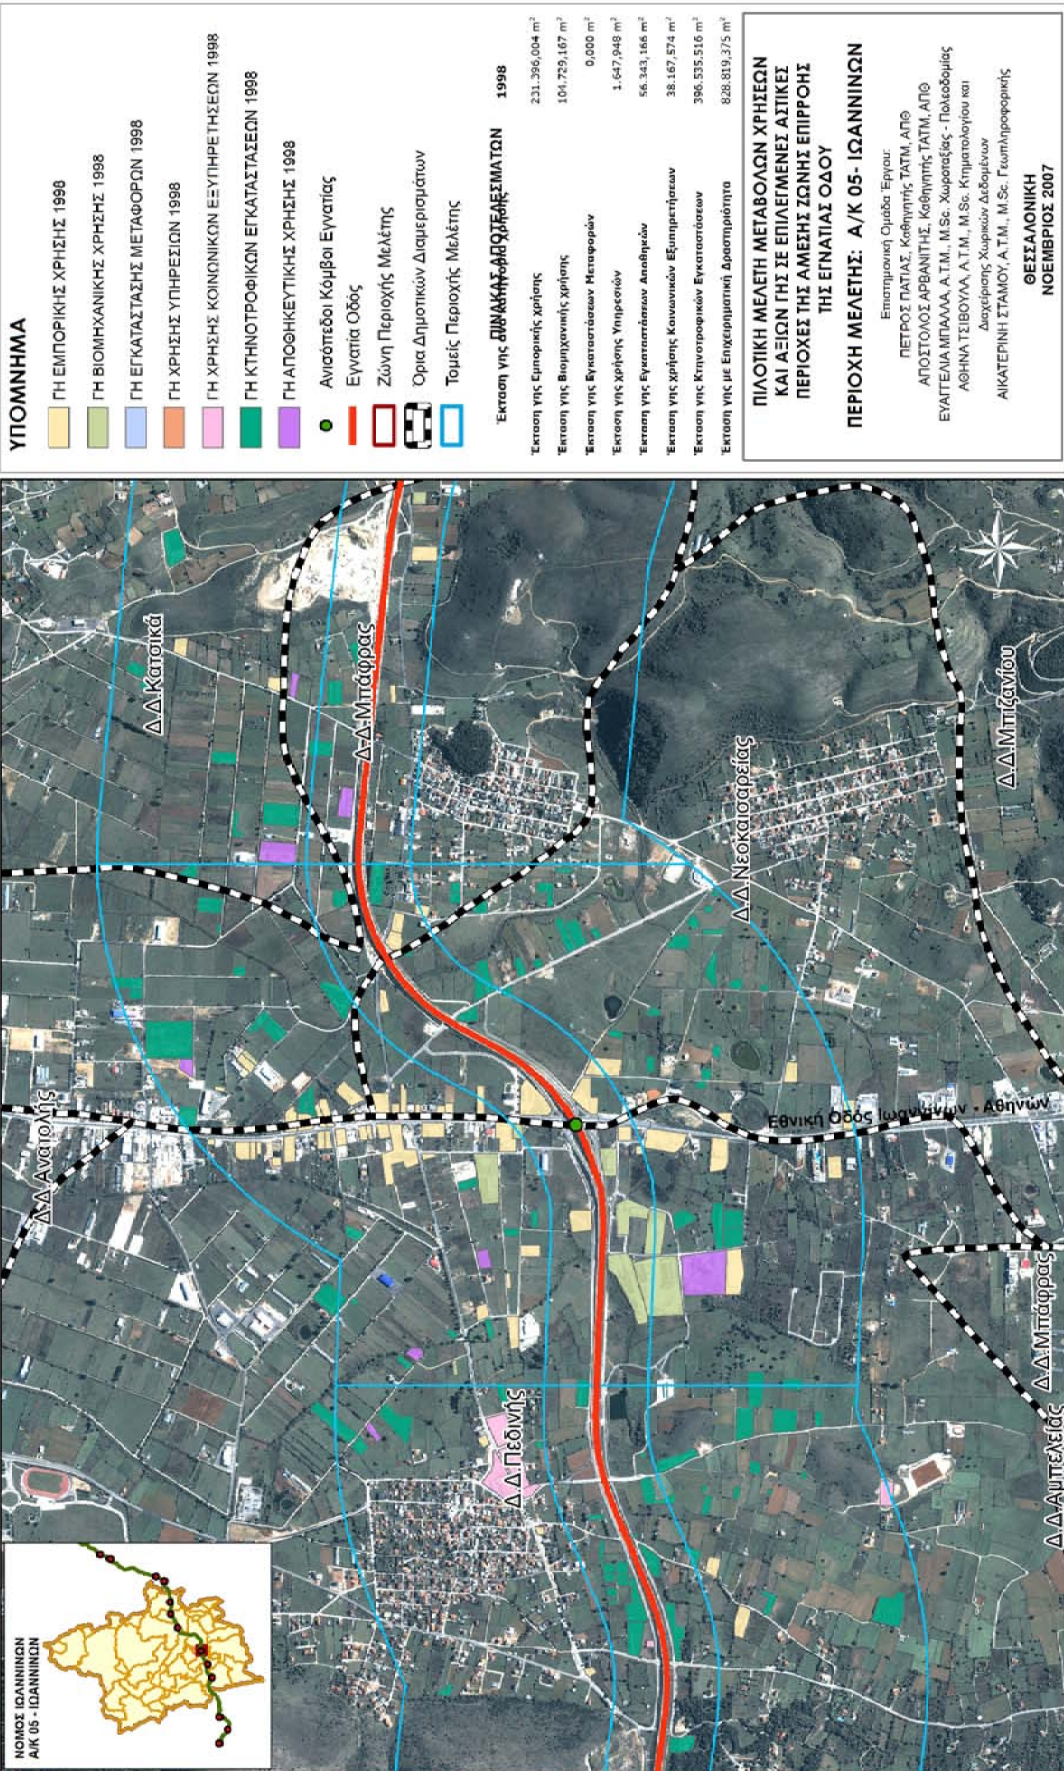 ΥΠΟΜΝΗΜΑ
ΓΗ ΕΜΠΟΡΙΚΗΣ ΧΡΗΣΗΣ 1998
ΓΗ ΒΙΟΜΗΧΑΝΙΚΗΣ ΧΡΗΣΗΣ 1998
ΓΗ ΕΓΚΑΤΑΣΤΑΣΗΣ ΜΕΤΑΦΟΡΩΝ 1998
ΓΗ ΧΡΗΣΗΣ ΥΠΗΡΕΣΙΩΝ 1998
ΓΗ ΧΡΗΣΗΣ ΚΟΙΝΩΝΙΚΩΝ ΕΞΥΠΗΡΕΤΗΣΕΩΝ 1998
ΓΗ ΚΤΗΝΟΤΡΟΦΙΚΩΝ ΕΓΚΑΤΑΣΤΑΣΕΩΝ 1998
ΓΗ ΑΠΟΘΗΚΕΥΤΙΚΗΣ ΧΡΗΣΗΣ 1998
Ανισόπεδοι Κόμβοι Εγνατίας
Εγνατία Οδός
Ζώνη Περιοχής Μελέτης
Όρια Δημοτικών Διαμερισμάτων
Τομείς Περιοχής Μελέτης
ΠΙΝΑΚΑΣ ΑΠΟΤΕΛΕΣΜΑΤΩΝ
Έκταση γης ανά κατηγορία χρήσης 1998
Έκταση γης Εμπορικής χρήσης 231.396,004 m²
Έκταση γης Βιομηχανικής χρήσης 104.729,167 m²
Έκταση γης Εγκαταστάσεων Μεταφορών 0,000 m²
Έκταση γης χρήσης Υπηρεσιών 1.647,948 m²
Έκταση γης Εγκαταστάσεων Αποθηκών 56.343,166 m²
Έκταση γης χρήσης Κοινωνικών Εξυπηρετήσεων 38.167,574 m²
Έκταση γης Κτηνοτροφικών Εγκαταστάσεων 396.535,516 m²
Έκταση γης με Επιχειρηματική Δραστηριότητα 828.819,375 m²
ΠΙΛΟΤΙΚΗ ΜΕΛΕΤΗ ΜΕΤΑΒΟΛΩΝ ΧΡΗΣΕΩΝ
ΚΑΙ ΑΞΙΩΝ ΓΗΣ ΣΕ ΕΠΙΛΕΓΜΕΝΕΣ ΑΣΤΙΚΕΣ
ΠΕΡΙΟΧΕΣ ΤΗΣ ΑΜΕΣΗΣ ΖΩΝΗΣ ΕΠΙΡΡΟΗΣ
ΤΗΣ ΕΓΝΑΤΙΑΣ ΟΔΟΥ
ΠΕΡΙΟΧΗ ΜΕΛΕΤΗΣ: Α/Κ 05- ΙΩΑΝΝΙΝΩΝ
Επιστημονική Ομάδα Έργου:
ΠΕΤΡΟΣ ΠΑΤΙΑΣ, Καθηγητής ΤΑΤΜ, ΑΠΘ
ΑΠΟΣΤΟΛΟΣ ΑΡΒΑΝΙΤΗΣ, Καθηγητής ΤΑΤΜ, ΑΠΘ
ΕΥΑΓΓΕΛΙΑ ΜΠΑΛΛΑ, Α.Τ.Μ., M.Sc. Χωροταξίας - Πολεοδομίας
ΑΘΗΝΑ ΤΣΙΒΟΥΛΑ, Α.Τ.Μ., M.Sc. Κτηματολογίου και
Διαχείρισης Χωρικών Δεδομένων
ΑΙΚΑΤΕΡΙΝΗ ΣΤΑΜΟΥ, Α.Τ.Μ., M.Sc. Γεωπληροφορικής
ΘΕΣΣΑΛΟΝΙΚΗ
ΝΟΕΜΒΡΙΟΣ 2007
Δ.Δ.Κατσικά
Δ.Δ.Μπάφρας
Δ.Δ.Μπιζανίου
Δ.Δ.Νεοκαισαρείας
Δ.Δ.Ανατολής
Εθνική Οδός Ιωαννίνων - Αθηνών
Δ.Δ.Μπάφρας
Δ.Δ.Πεδινής
Δ.Δ.Αμπελειάς
ΝΟΜΟΣ ΙΩΑΝΝΙΝΩΝ
Α/Κ 05 - ΙΩΑΝΝΙΝΩΝ